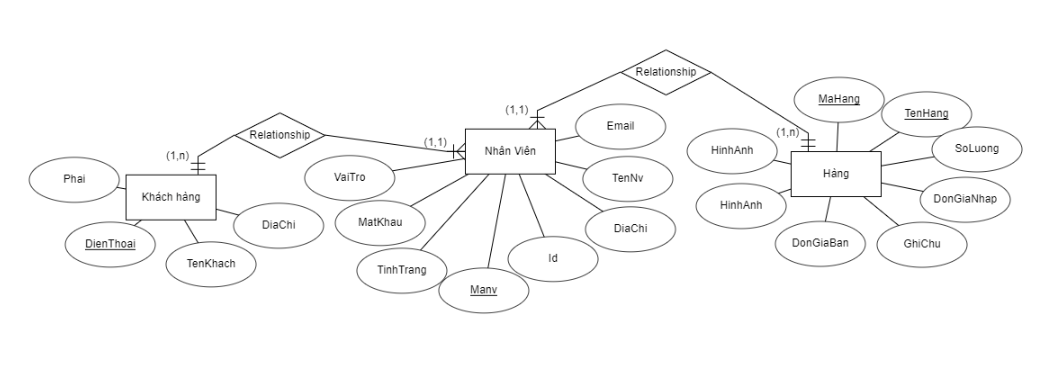 Relationship
(1,1)
MaHang
TenHang
Email
(1,n)
Relationship
(1,1)
Nhân Viên
HinhAnh
SoLuong
(1,n)
VaiTro
TenNv
Hàng
Phai
Khách hàng
DonGiaNhap
HinhAnh
MatKhau
DiaChi
DiaChi
DienThoai
DonGiaBan
GhiChu
TenKhach
TinhTrang
Id
Manv